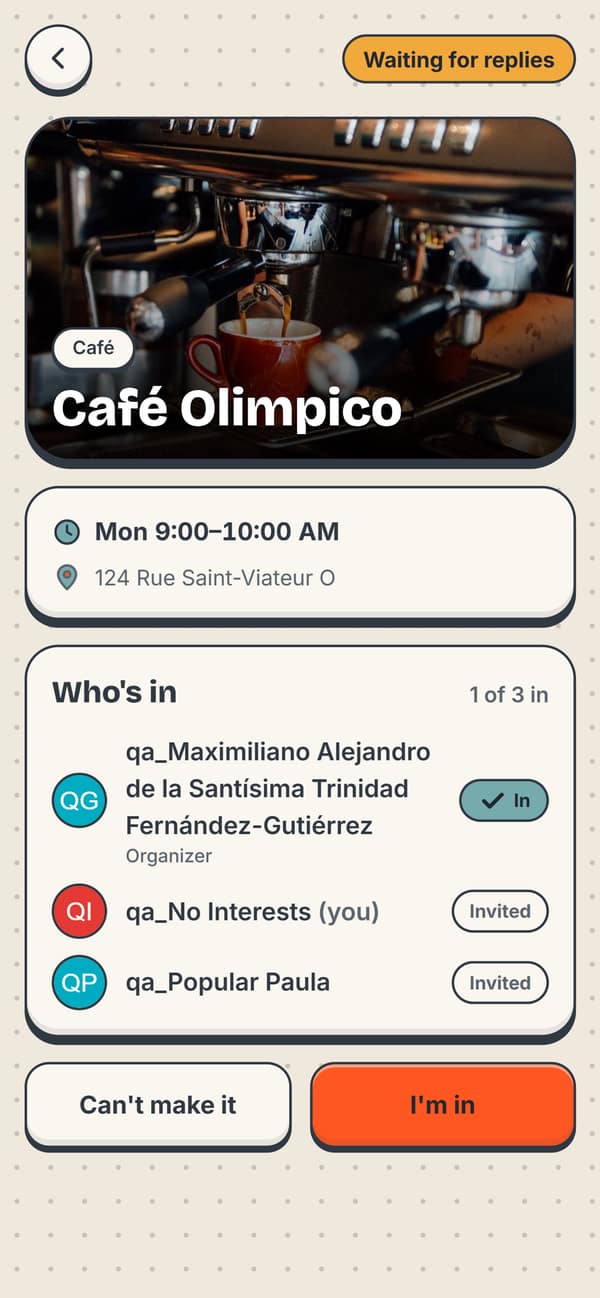 Waiting for replies
Café
Café Olimpico
Mon 9:00–10:00 AM
124 Rue Saint-Viateur O
Who's in
1 of 3 in
qa_Maximiliano Alejandro
de la Santísima Trinidad
Fernández-Gutiérrez
QG
In
Organizer
QI
qa_No Interests (you)
Invited
QP
qa_Popular Paula
Invited
Can't make it
I'm in